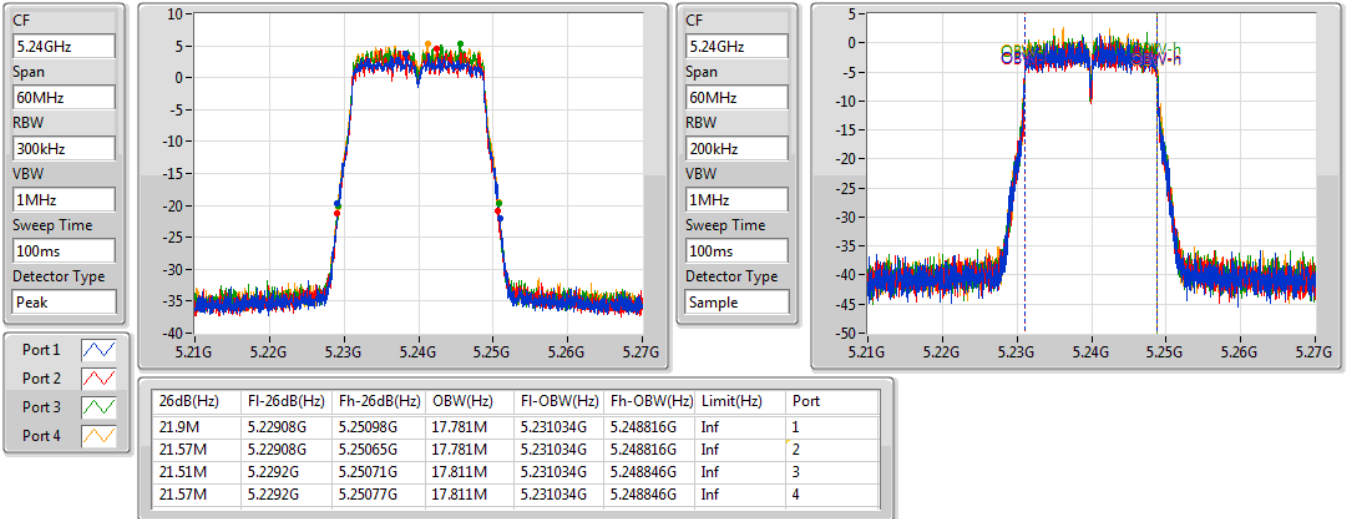 CF
5.24GHz
Span
60MHz
RBW
300kHz
VBW
1MHz
Sweep Time
100ms
Detector Type
Peak
10
5
0
-5
-10
-15
-20
-25
-30
-35
-40
5.21G 5.22G 5.23G 5.24G 5.25G 5.26G 5.27G
CF
5.24GHz
Span
60MHz
RBW
200kHz
VBW
1MHz
Sweep Time
100ms
Detector Type
Sample
5
0
-5
-10
-15
-20
-25
-30
-35
-40
-45
-50
OBW-h
5.21G 5.22G 5.23G 5.24G 5.25G 5.26G 5.27G
Port 1
Port 2
Port 3
Port 4
26dB(Hz) Fl-26dB(Hz) Fh-26dB(Hz) OBW(Hz) Fl-OBW(Hz) Fh-OBW(Hz) Limit(Hz) Port
21.9M 5.22908G 5.25098G 17.781M 5.231034G 5.248816G Inf 1
21.57M 5.22908G 5.25065G 17.781M 5.231034G 5.248816G Inf 2
21.51M 5.2292G 5.25071G 17.811M 5.231034G 5.248846G Inf 3
21.57M 5.2292G 5.25077G 17.811M 5.231034G 5.248846G Inf 4